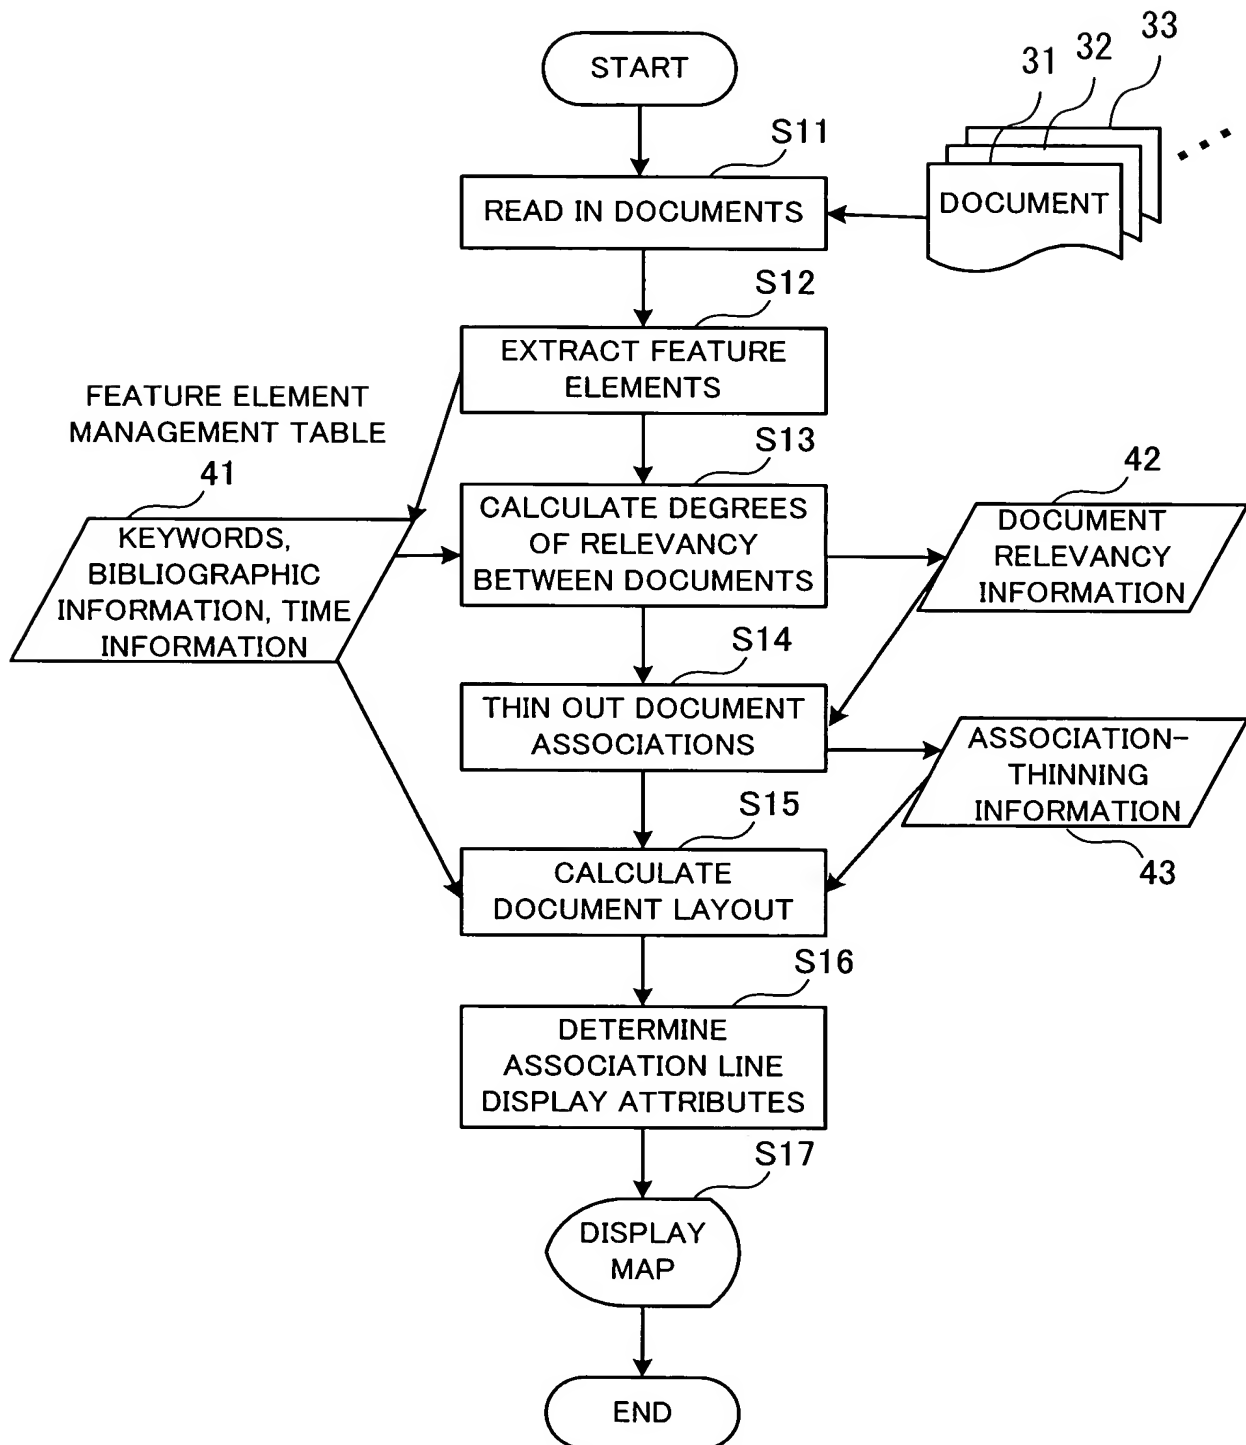 START
31
32
33
S11
READ IN DOCUMENTS
DOCUMENT
S12
EXTRACT FEATURE
ELEMENTS
FEATURE ELEMENT
MANAGEMENT TABLE
41
KEYWORDS,
BIBLIOGRAPHIC
INFORMATION, TIME
INFORMATION
S13
CALCULATE DEGREES
OF RELEVANCY
BETWEEN DOCUMENTS
42
DOCUMENT
RELEVANCY
INFORMATION
S14
THIN OUT DOCUMENT
ASSOCIATIONS
ASSOCIATION-
THINNING
INFORMATION
43
S15
CALCULATE
DOCUMENT LAYOUT
S16
DETERMINE
ASSOCIATION LINE
DISPLAY ATTRIBUTES
S17
DISPLAY
MAP
END